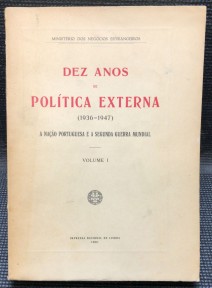 MINISTÉRIO DOS NEGÓCIOS ESTRANGEIROS
DEZ ANOS
DE
POLÍTICA EXTERNA
(1936-1947)
A NAÇÃO PORTUGUESA E A SEGUNDA GUERRA MUNDIAL
VOLUME I
IMPRENSA NACIONAL DE LISBOA